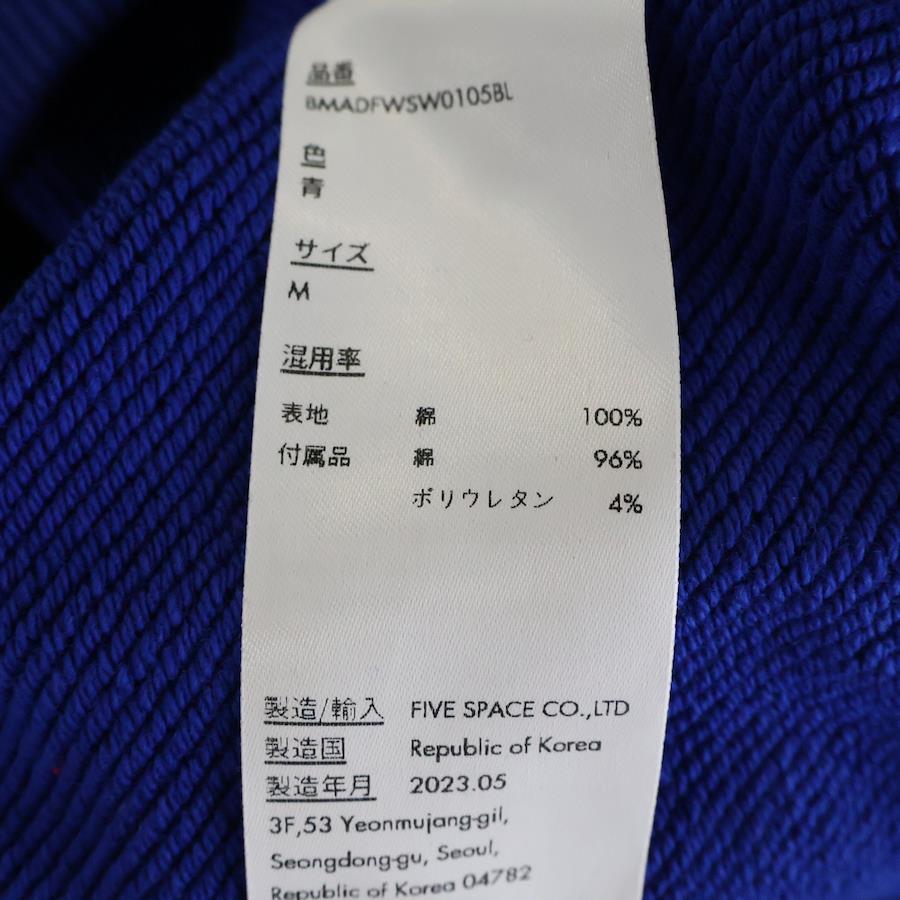 品番
BMADFWSW0105BL
色
青
サイズ
M
混用率
表地 綿 100%
付属品 綿 96%
ポリウレタン 4%
製造/輸入 FIVE SPACE CO.,LTD
製造国 Republic of Korea
製造年月 2023.05
3F,53 Yeonmujang-gil,
Seongdong-gu, Seoul,
Republic of Korea 04782